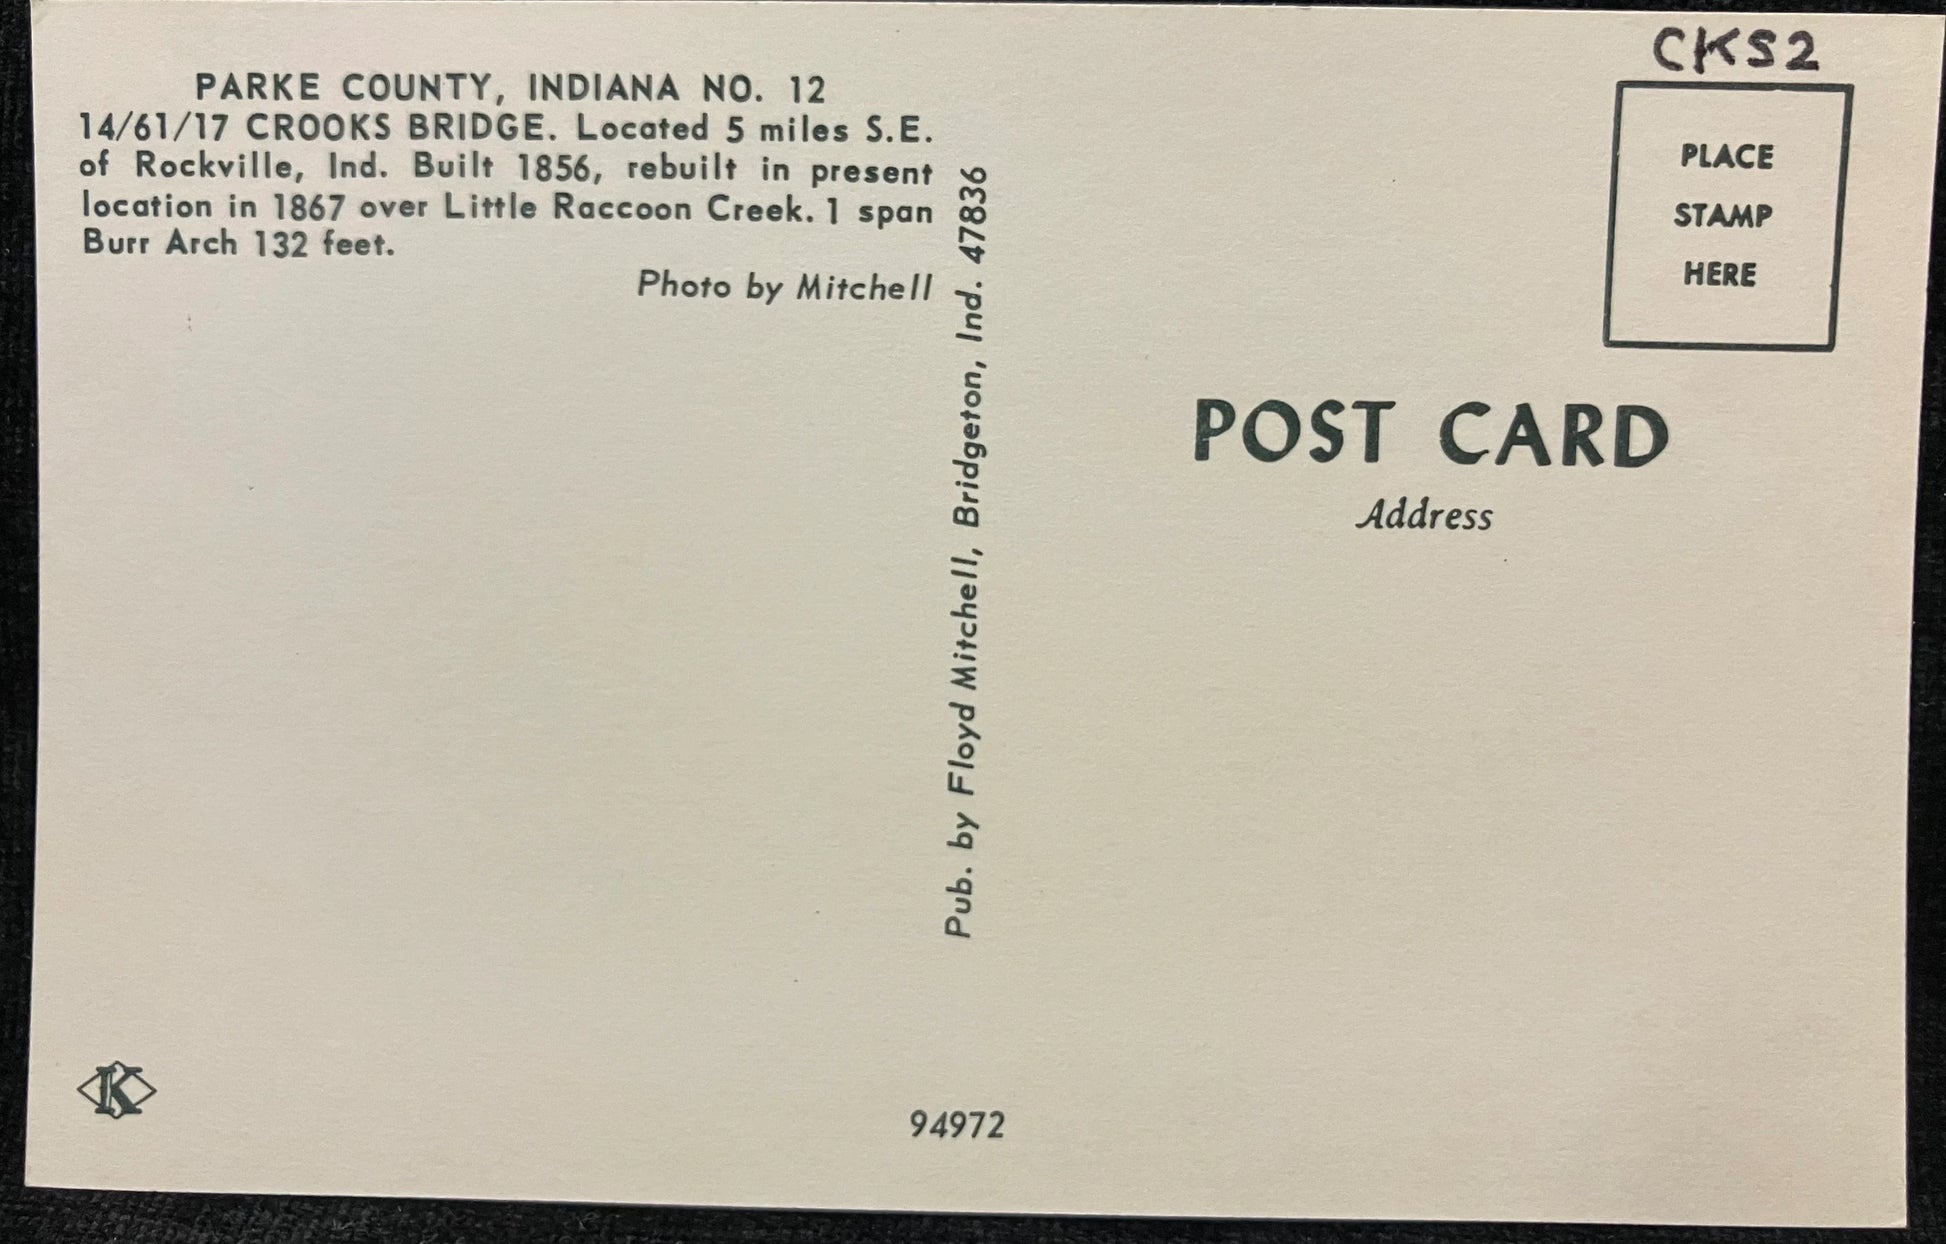 PARKE COUNTY, INDIANA NO. 12
14/61/17 CROOKS BRIDGE. Located 5 miles S.E.
of Rockville, Ind. Built 1856, rebuilt in present
location in 1867 over Little Raccoon Creek. 1 span
Burr Arch 132 feet.
Photo by Mitchell
Pub. by Floyd Mitchell, Bridgeton, Ind. 47836
CKS2
PLACE
STAMP
HERE
POST CARD
Address
K
94972